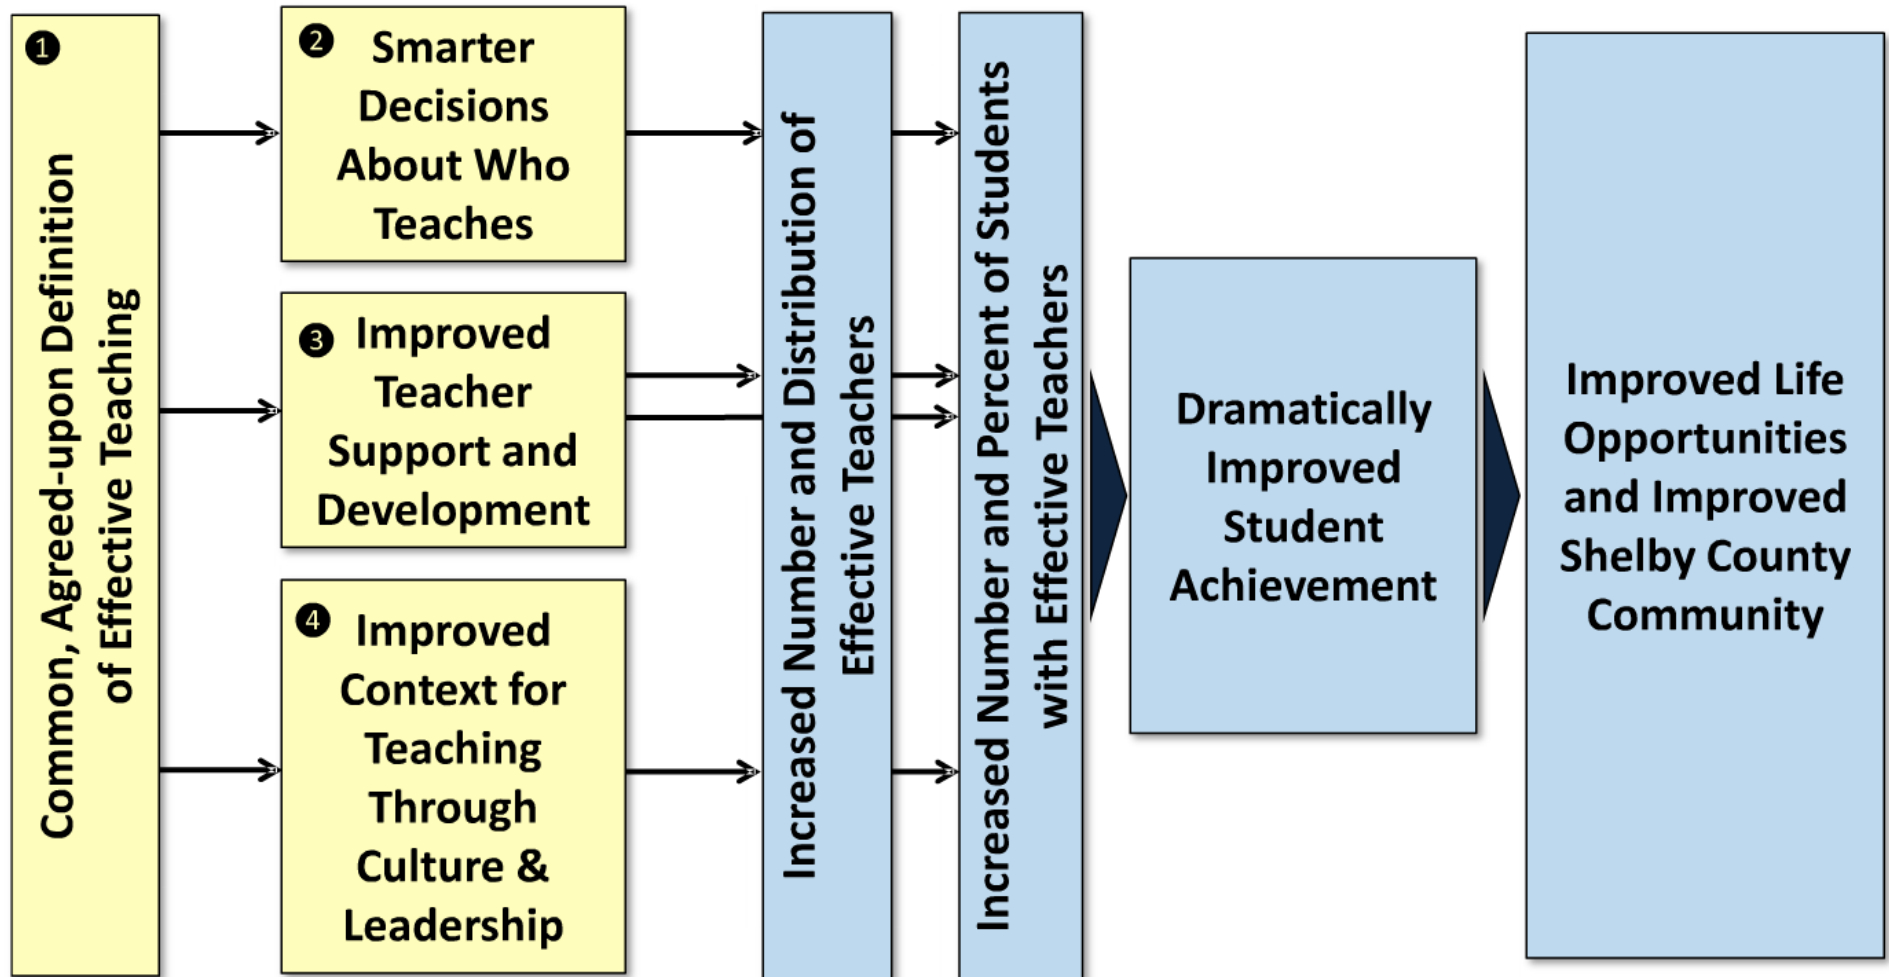 ❶
Common, Agreed-upon Definition
of Effective Teaching
❷ Smarter
Decisions
About Who
Teaches
❸ Improved
Teacher
Support and
Development
❹ Improved
Context for
Teaching
Through
Culture &
Leadership
Increased Number and Distribution of
Effective Teachers
Increased Number and Percent of Students
with Effective Teachers
Dramatically
Improved
Student
Achievement
Improved Life
Opportunities
and Improved
Shelby County
Community